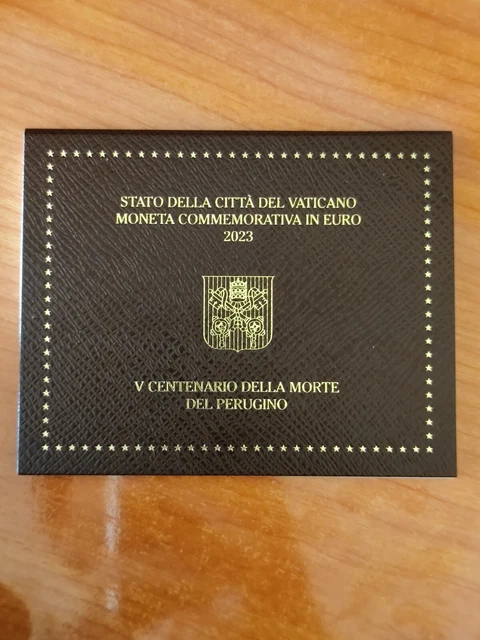 STATO DELLA CITTÀ DEL VATICANO
MONETA COMMEMORATIVA IN EURO
2023
V CENTENARIO DELLA MORTE
DEL PERUGINO